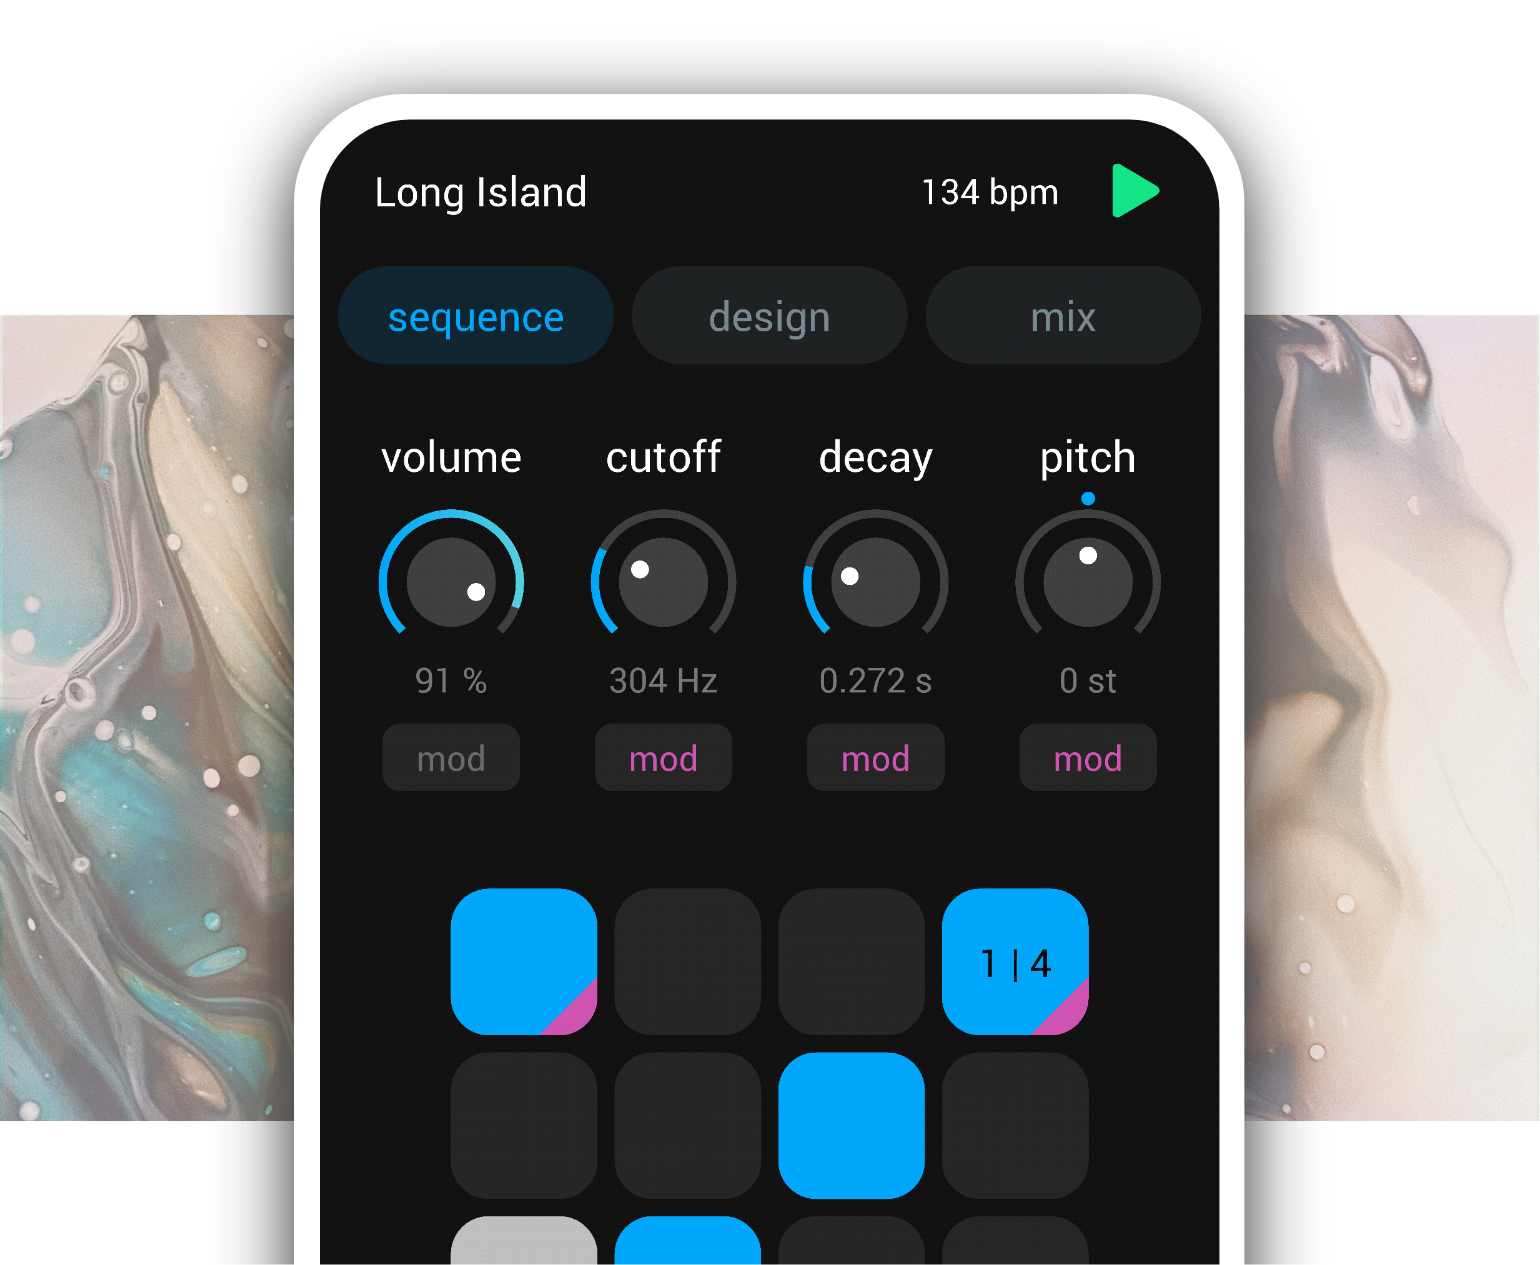 Long Island 134 bpm
sequence design mix
volume cutoff decay pitch
91 % 304 Hz 0.272 s 0 st
mod mod mod mod
1 | 4